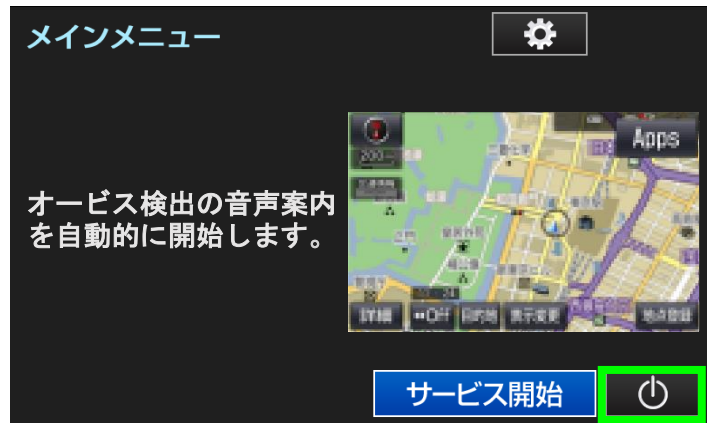 メインメニュー
Apps
オービス検出の音声案内
を自動的に開始します。
詳細
Off
目的地
表示変更
地点登録
サービス開始